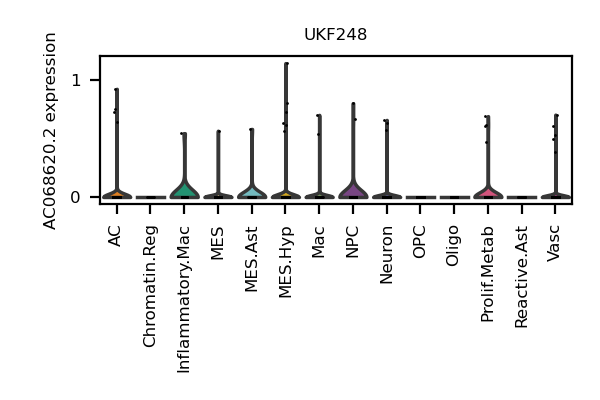 UKF248
AC068620.2 expression
1
0
AC
Chromatin.Reg
Inflammatory.Mac
MES
MES.Ast
MES.Hyp
Mac
NPC
Neuron
OPC
Oligo
Prolif.Metab
Reactive.Ast
Vasc